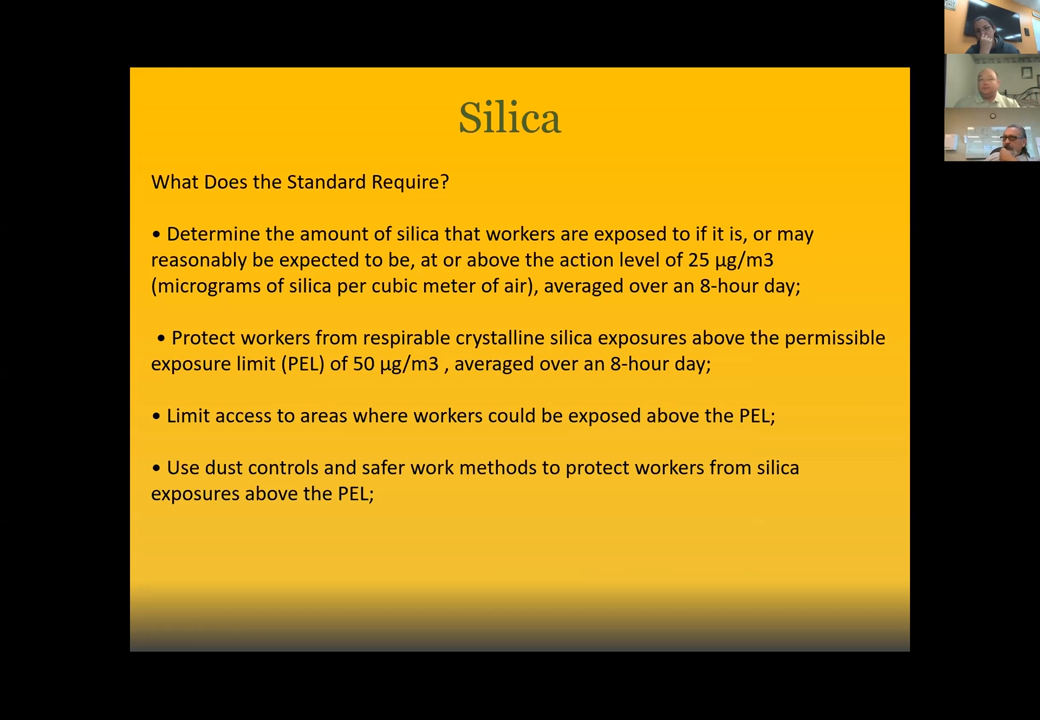 Silica
What Does the Standard Require?
• Determine the amount of silica that workers are exposed to if it is, or may
reasonably be expected to be, at or above the action level of 25 µg/m3
(micrograms of silica per cubic meter of air), averaged over an 8-hour day;
• Protect workers from respirable crystalline silica exposures above the permissible
exposure limit (PEL) of 50 µg/m3 , averaged over an 8-hour day;
• Limit access to areas where workers could be exposed above the PEL;
• Use dust controls and safer work methods to protect workers from silica
exposures above the PEL;